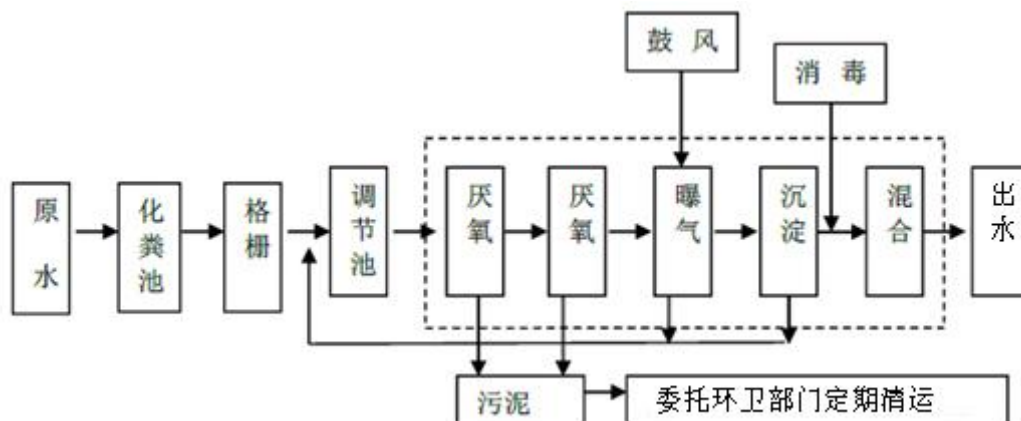 鼓 风
消 毒
原 水
化粪池
格栅
调节池
厌氧
厌氧
曝气
沉淀
混合
出水
污泥
委托环卫部门定期清运